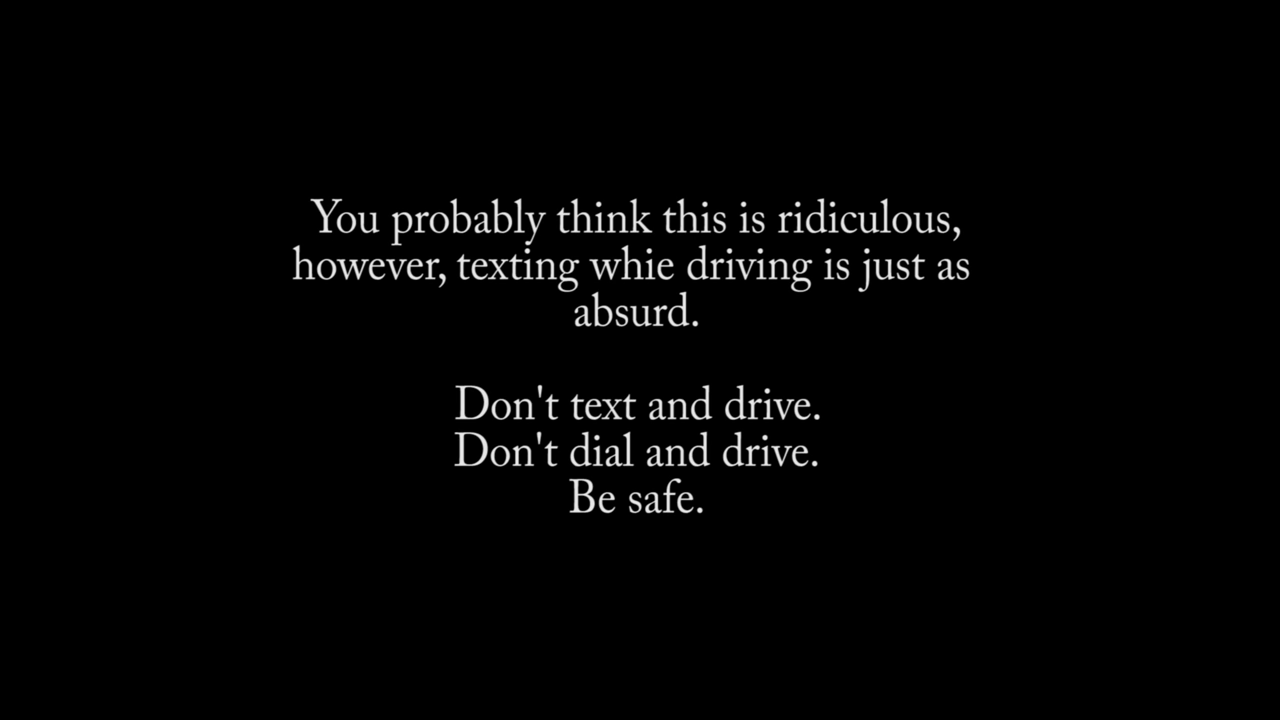 You probably think this is ridiculous,
however, texting whie driving is just as
absurd.
Don't text and drive.
Don't dial and drive.
Be safe.